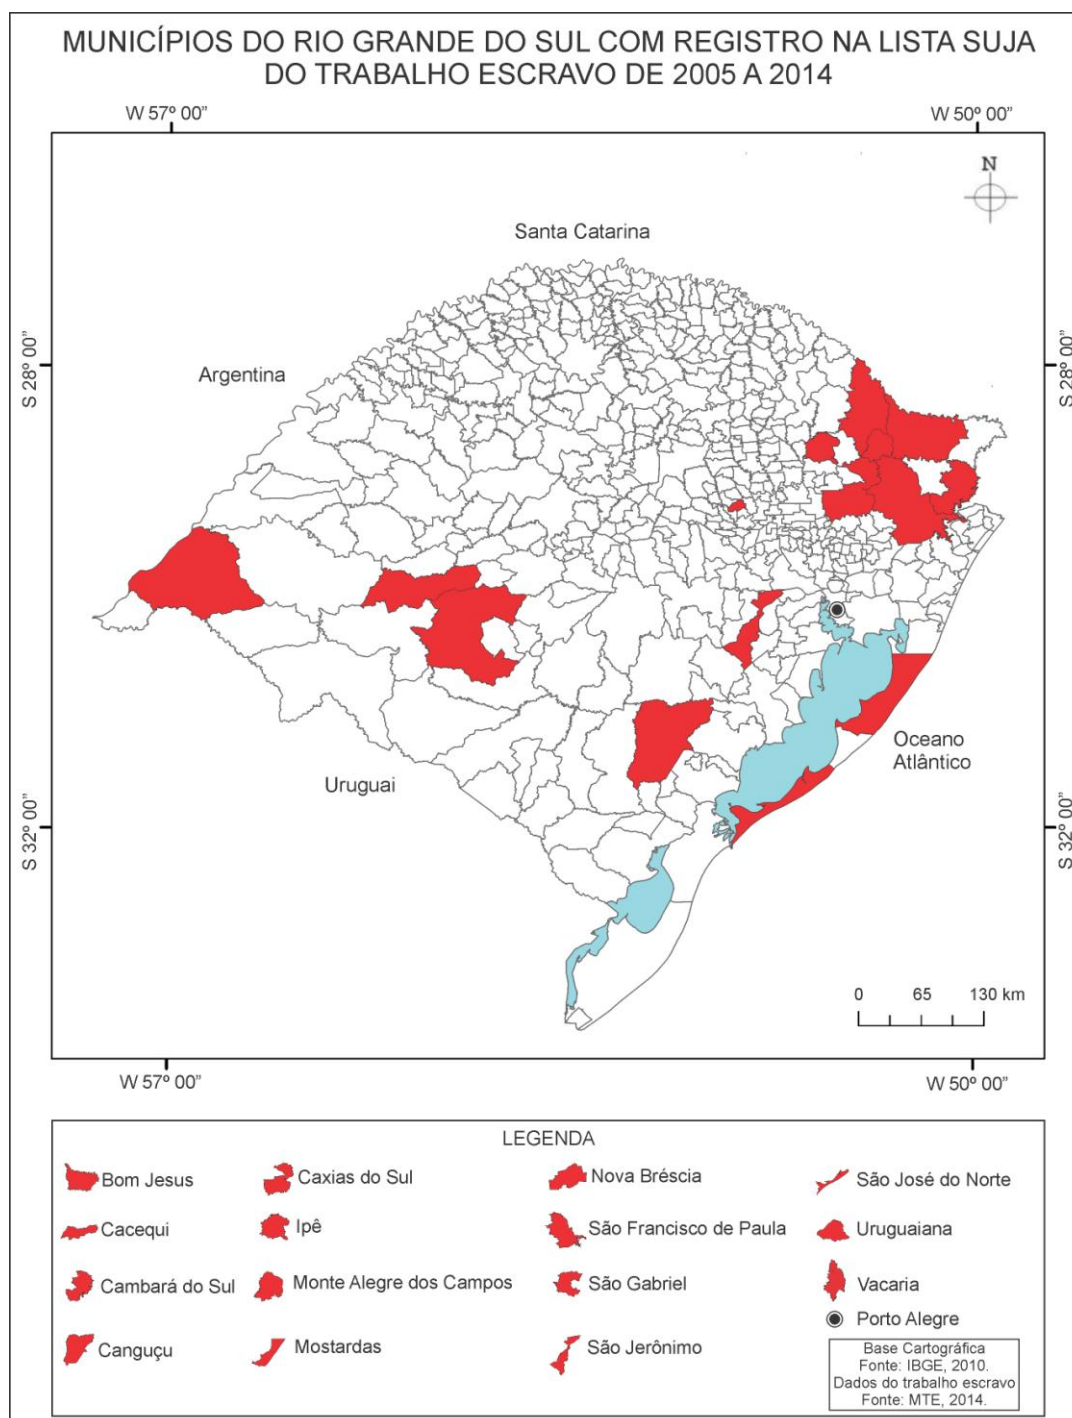 MUNICÍPIOS DO RIO GRANDE DO SUL COM REGISTRO NA LISTA SUJA
DO TRABALHO ESCRAVO DE 2005 A 2014
W 57º 00”
W 50º 00”
N
Santa Catarina
S 28º 00”
S 28º 00”
Argentina
Oceano
Atlântico
Uruguai
S 32º 00”
S 32º 00”
0 65 130 km
W 57º 00”
W 50º 00”
LEGENDA
Bom Jesus
Cacequi
Cambará do Sul
Canguçu
Caxias do Sul
Ipê
Monte Alegre dos Campos
Mostardas
Nova Bréscia
São Francisco de Paula
São Gabriel
São Jerônimo
São José do Norte
Uruguaiana
Vacaria
Porto Alegre
Base Cartográfica
Fonte: IBGE, 2010.
Dados do trabalho escravo
Fonte: MTE, 2014.